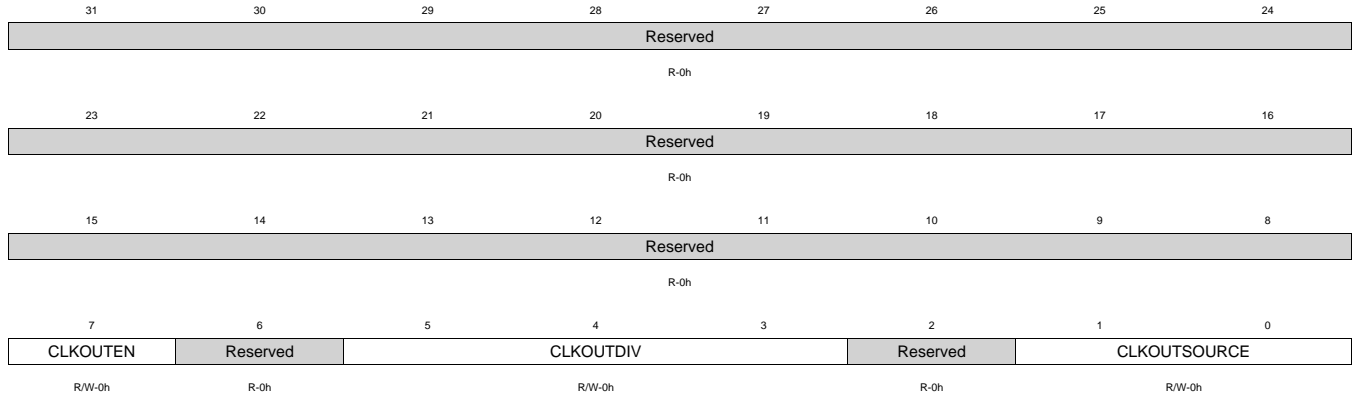 31 30 29 28 27 26 25 24
Reserved
R-0h
23 22 21 20 19 18 17 16
Reserved
R-0h
15 14 13 12 11 10 9 8
Reserved
R-0h
7 6 5 4 3 2 1 0
CLKOUTEN Reserved CLKOUTDIV Reserved CLKOUTSOURCE
R/W-0h R-0h R/W-0h R-0h R/W-0h